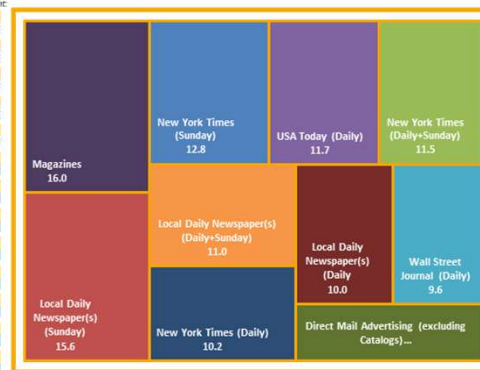 Magazines
16.0
New York Times
(Sunday)
12.8
USA Today (Daily)
11.7
New York Times
(Daily+Sunday)
11.5
Local Daily
Newspaper(s)
(Sunday)
15.6
Local Daily Newspaper(s)
(Daily+Sunday)
11.0
New York Times (Daily)
10.2
Local Daily
Newspaper(s)
(Daily
10.0
Wall Street
Journal (Daily)
9.6
Direct Mail Advertising (excluding
Catalogs)...